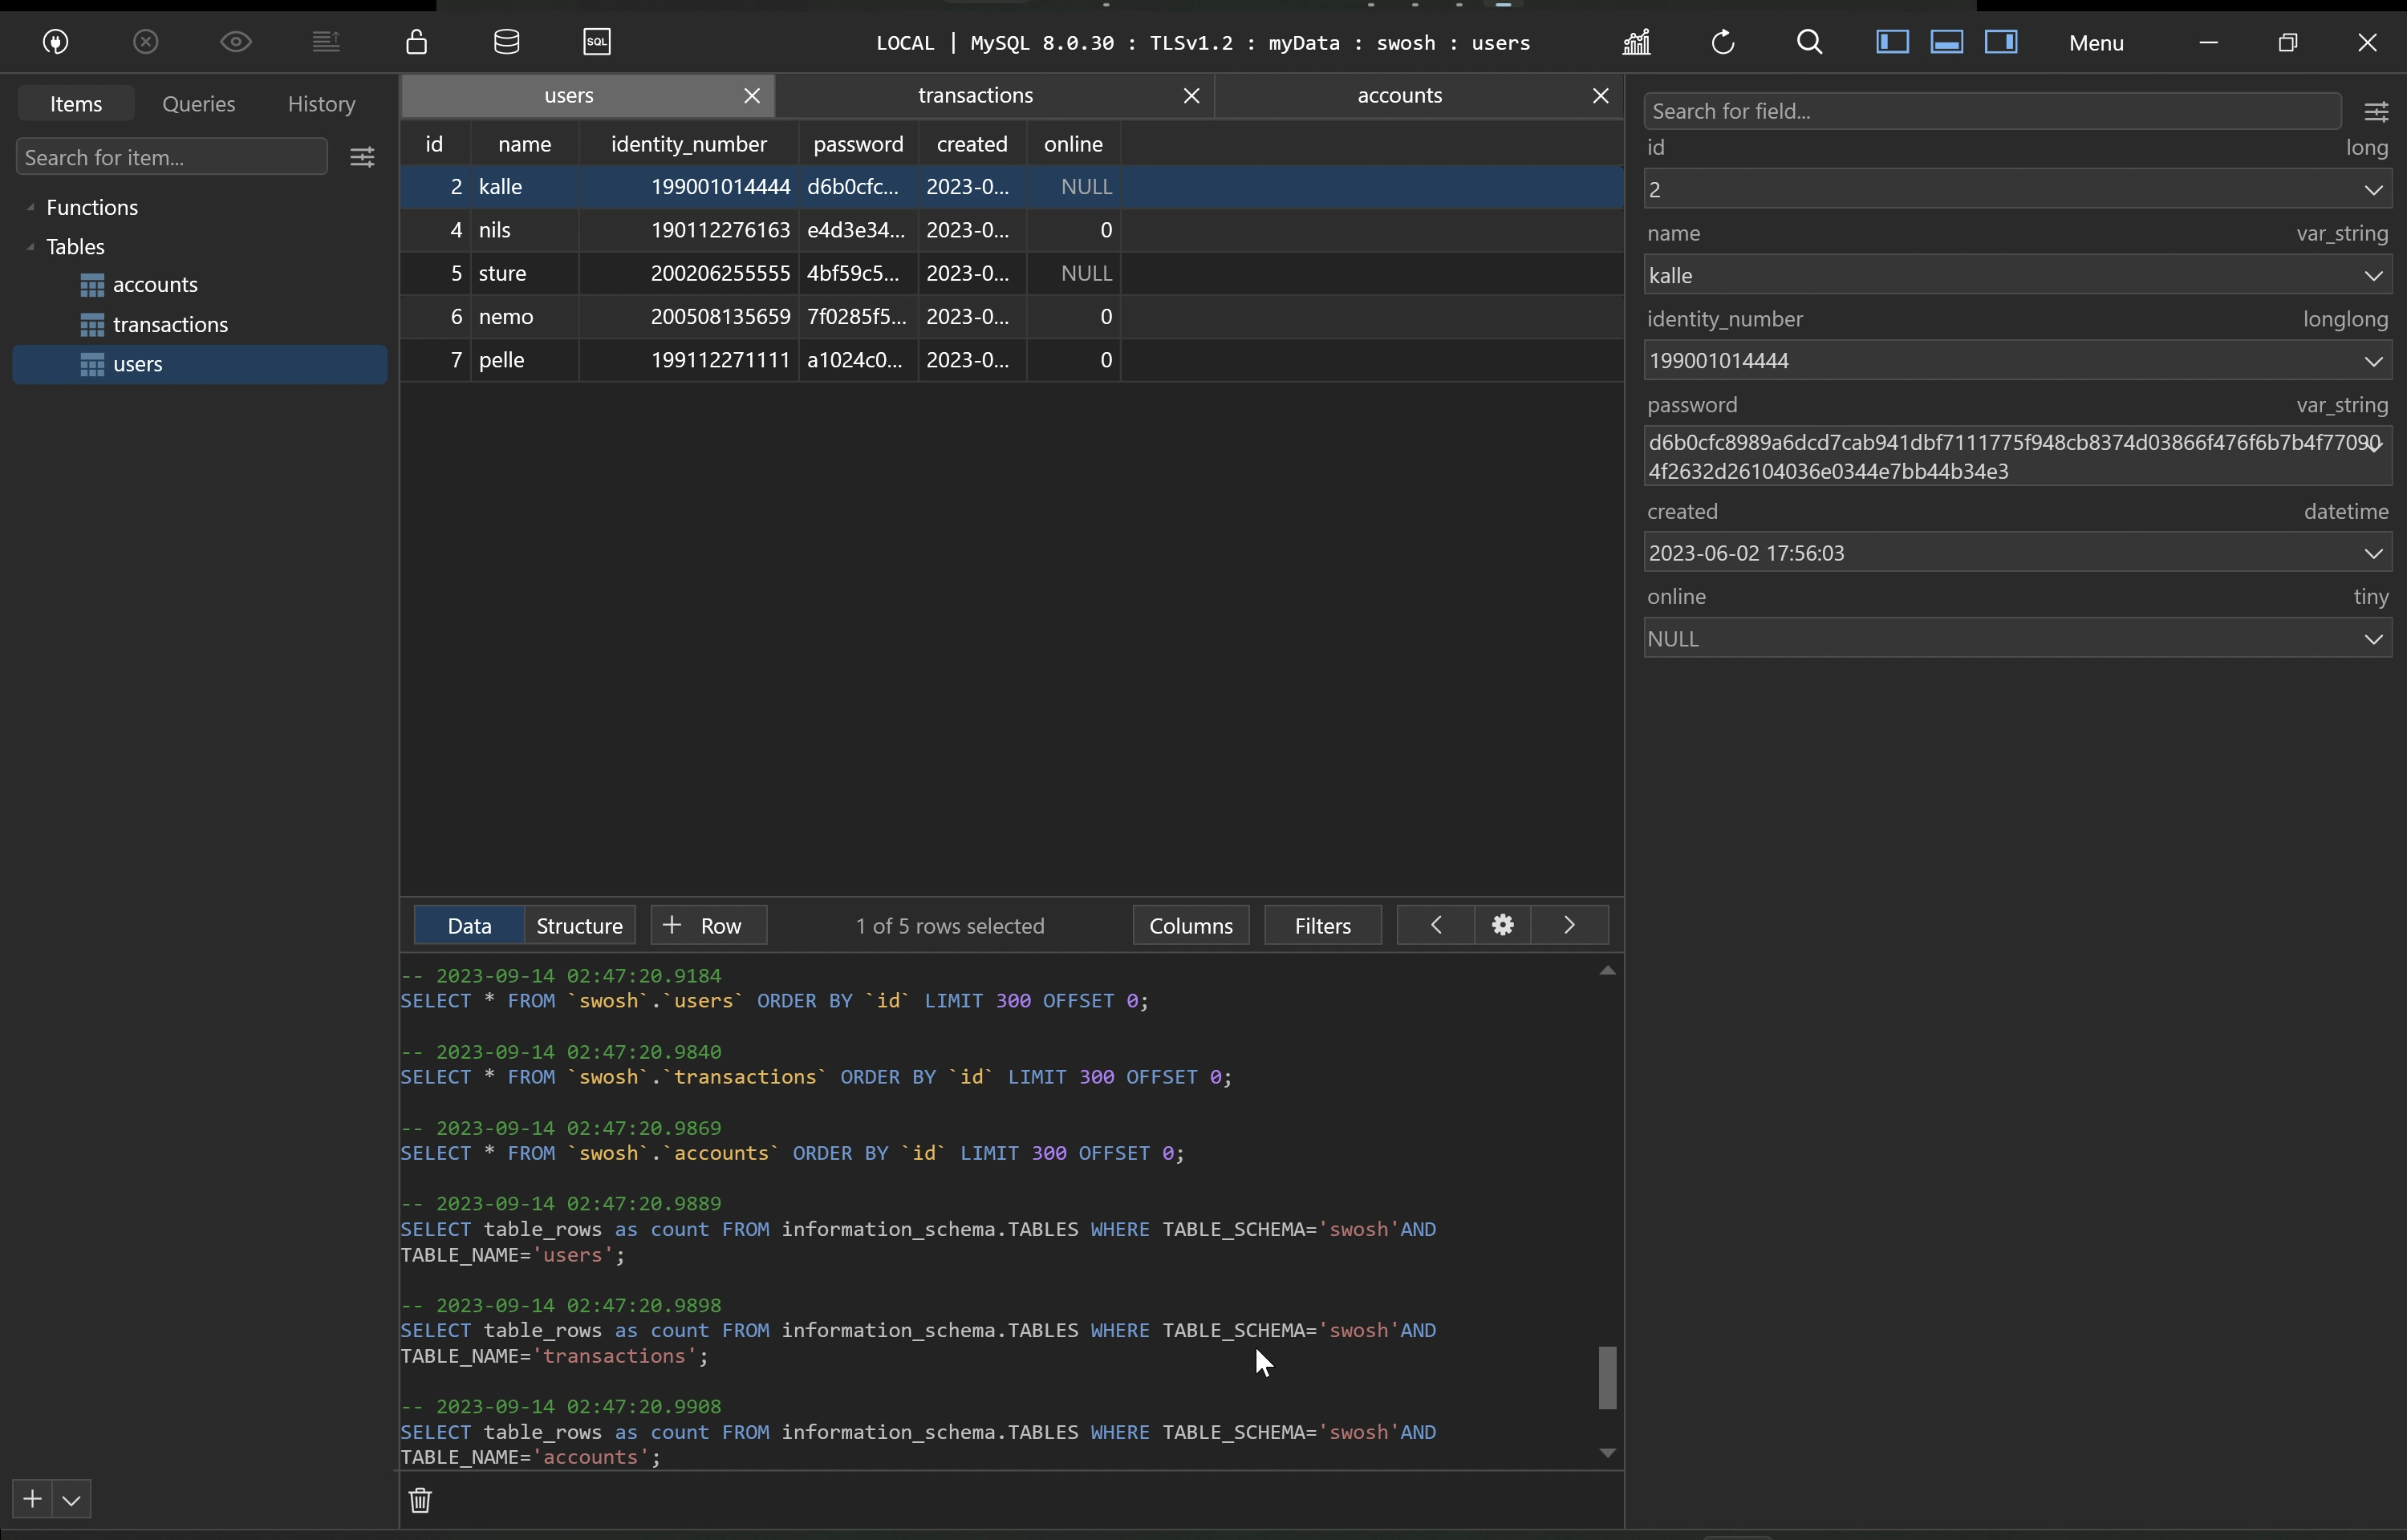 SQL
LOCAL | MySQL 8.0.30 : TLSv1.2 : myData : swosh : users
Menu
Items Queries History
Search for item...
Functions
Tables
accounts
transactions
users
users transactions accounts
id name identity_number password created online
2 kalle 199001014444 d6b0cfc... 2023-0... NULL
4 nils 190112276163 e4d3e34... 2023-0... 0
5 sture 200206255555 4bf59c5... 2023-0... NULL
6 nemo 200508135659 7f0285f5... 2023-0... 0
7 pelle 199112271111 a1024c0... 2023-0... 0
Data Structure + Row 1 of 5 rows selected Columns Filters
-- 2023-09-14 02:47:20.9184
SELECT * FROM `swosh`.`users` ORDER BY `id` LIMIT 300 OFFSET 0;
-- 2023-09-14 02:47:20.9840
SELECT * FROM `swosh`.`transactions` ORDER BY `id` LIMIT 300 OFFSET 0;
-- 2023-09-14 02:47:20.9869
SELECT * FROM `swosh`.`accounts` ORDER BY `id` LIMIT 300 OFFSET 0;
-- 2023-09-14 02:47:20.9889
SELECT table_rows as count FROM information_schema.TABLES WHERE TABLE_SCHEMA='swosh'AND
TABLE_NAME='users';
-- 2023-09-14 02:47:20.9898
SELECT table_rows as count FROM information_schema.TABLES WHERE TABLE_SCHEMA='swosh'AND
TABLE_NAME='transactions';
-- 2023-09-14 02:47:20.9908
SELECT table_rows as count FROM information_schema.TABLES WHERE TABLE_SCHEMA='swosh'AND
TABLE_NAME='accounts';
Search for field...
id long
2
name var_string
kalle
identity_number longlong
199001014444
password var_string
d6b0cfc8989a6dcd7cab941dbf7111775f948cb8374d03866f476f6b7b4f77090
4f2632d26104036e0344e7bb44b34e3
created datetime
2023-06-02 17:56:03
online tiny
NULL